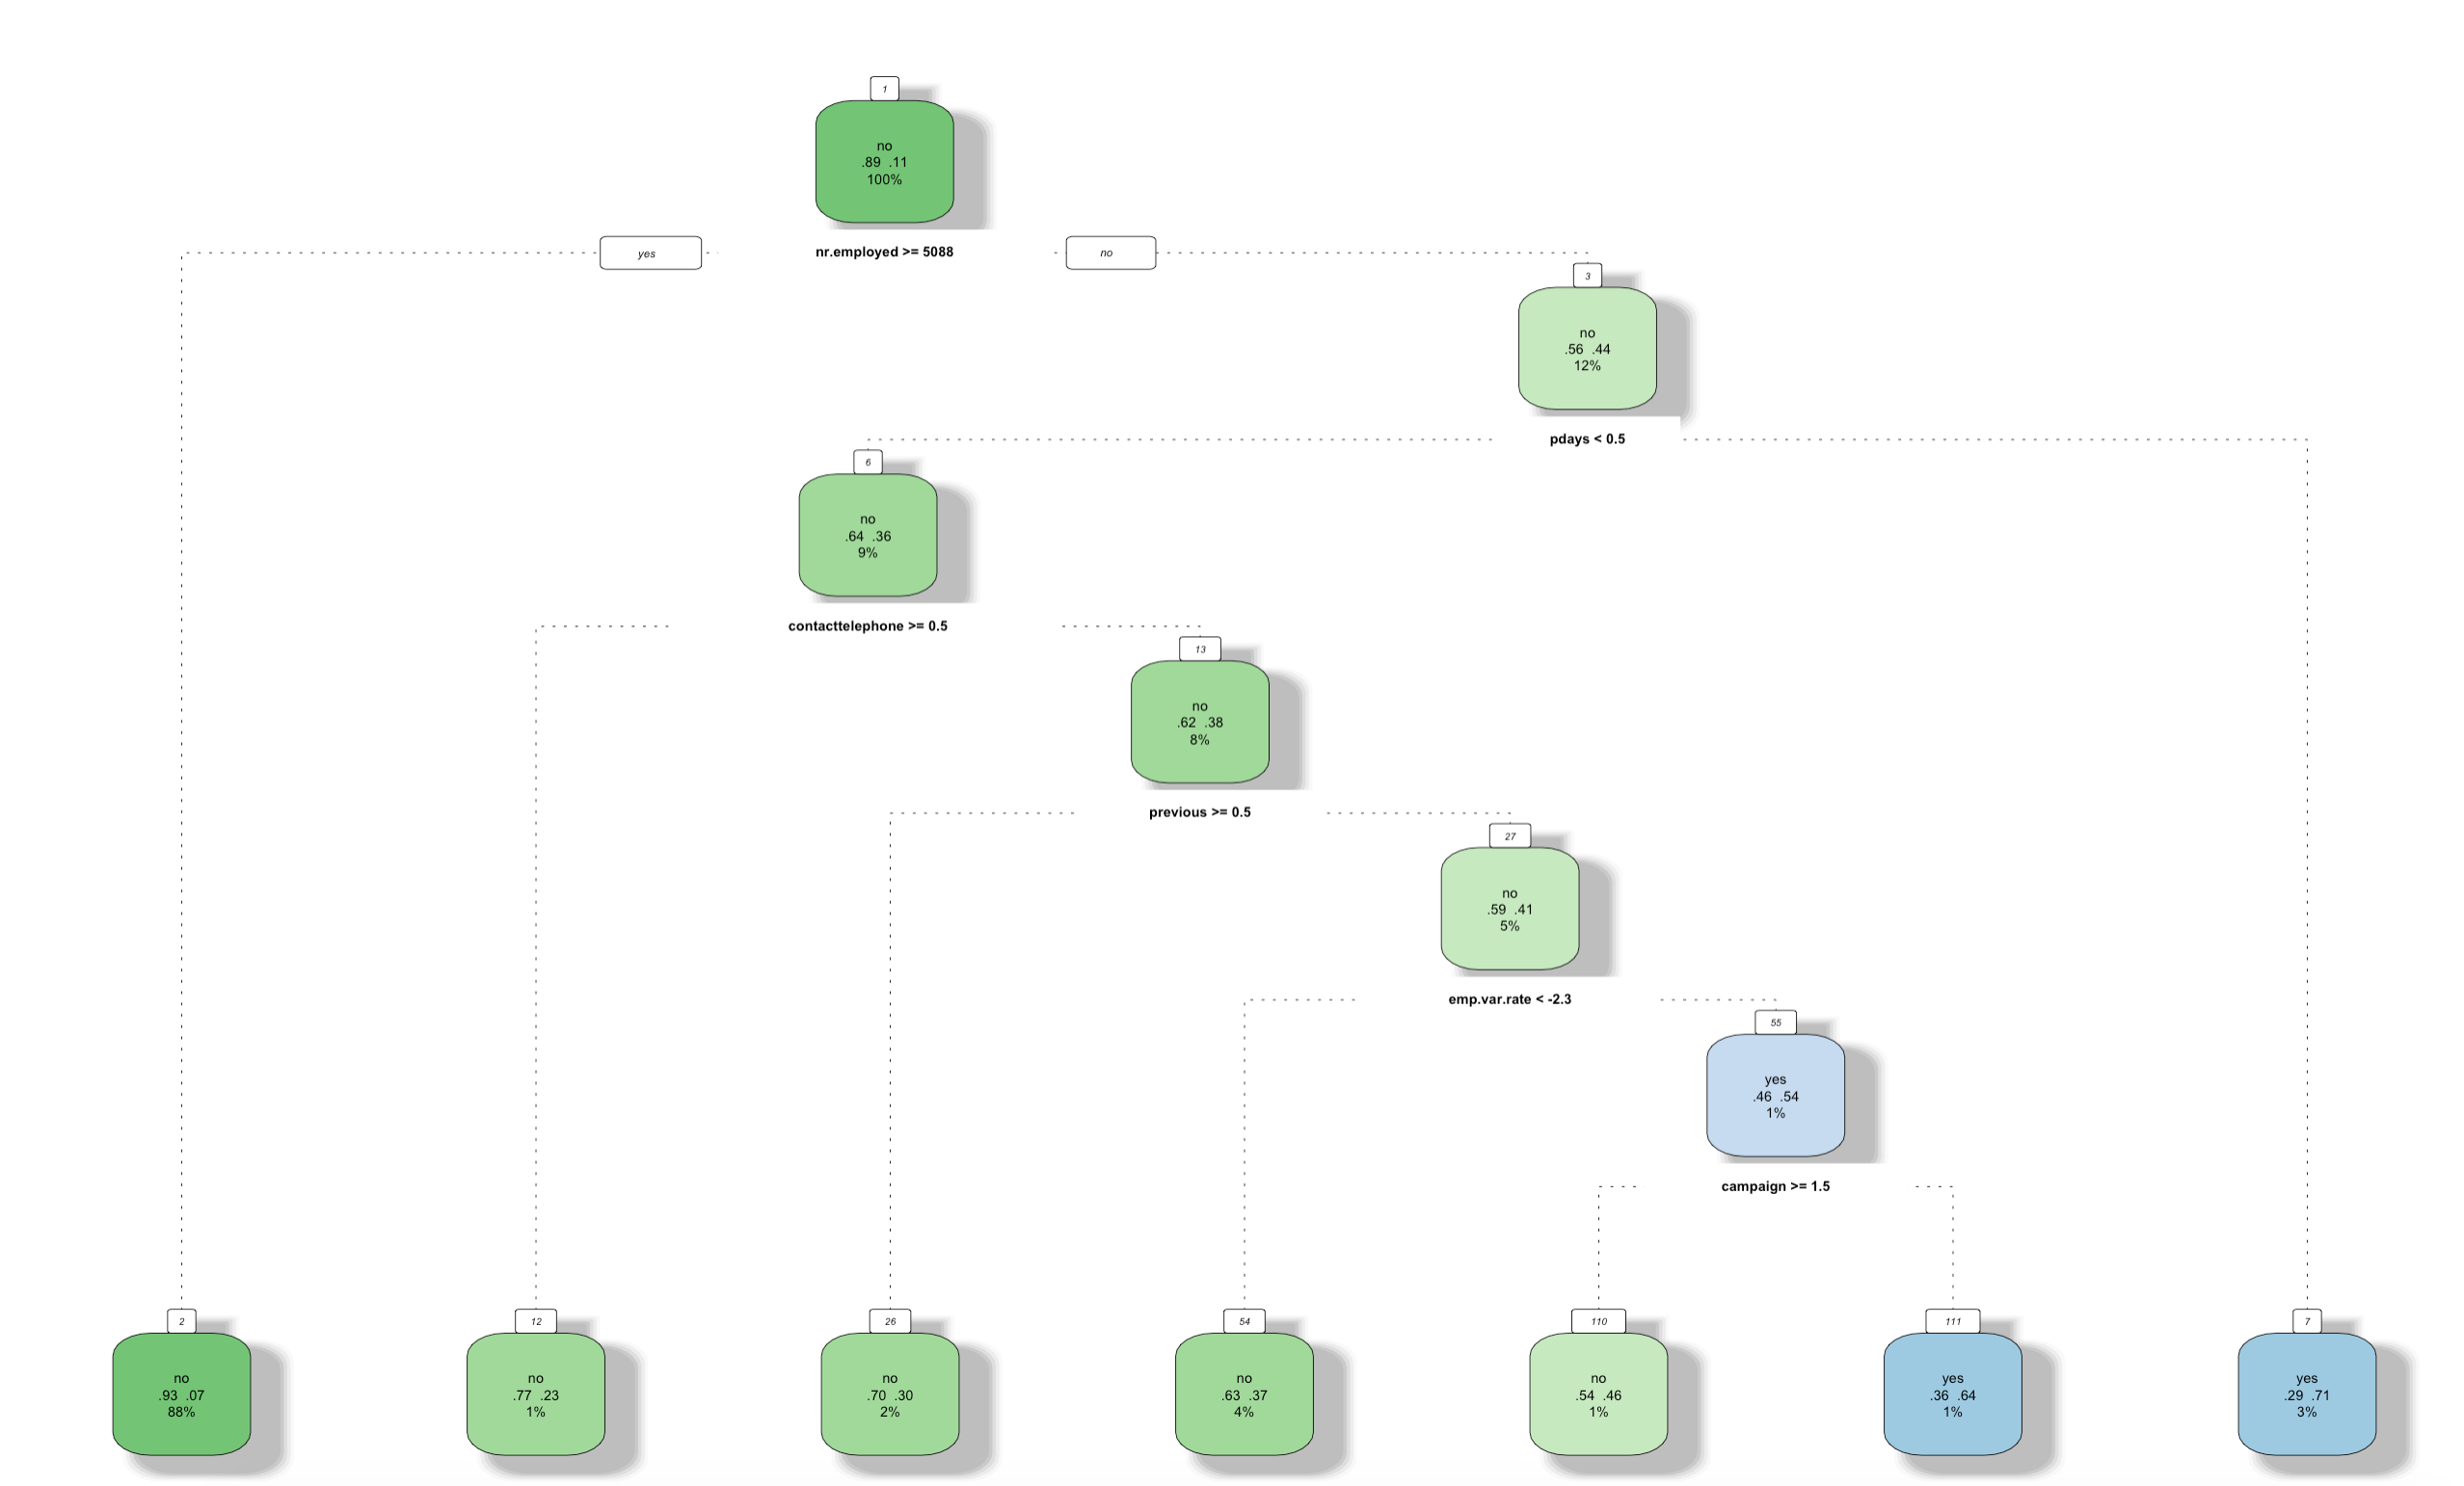 1
no
.89 .11
100%
yes
nr.employed >= 5088
no
3
no
.56 .44
12%
pdays < 0.5
6
no
.64 .36
9%
contacttelephone >= 0.5
13
no
.62 .38
8%
previous >= 0.5
27
no
.59 .41
5%
emp.var.rate < -2.3
55
yes
.46 .54
1%
campaign >= 1.5
2
no
.93 .07
88%
12
no
.77 .23
1%
26
no
.70 .30
2%
54
no
.63 .37
4%
110
no
.54 .46
1%
111
yes
.36 .64
1%
7
yes
.29 .71
3%